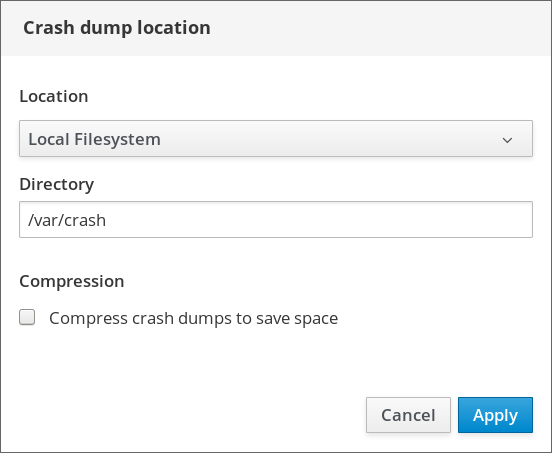 Crash dump location
Location
Local Filesystem
Directory
/var/crash
Compression
Compress crash dumps to save space
Cancel Apply